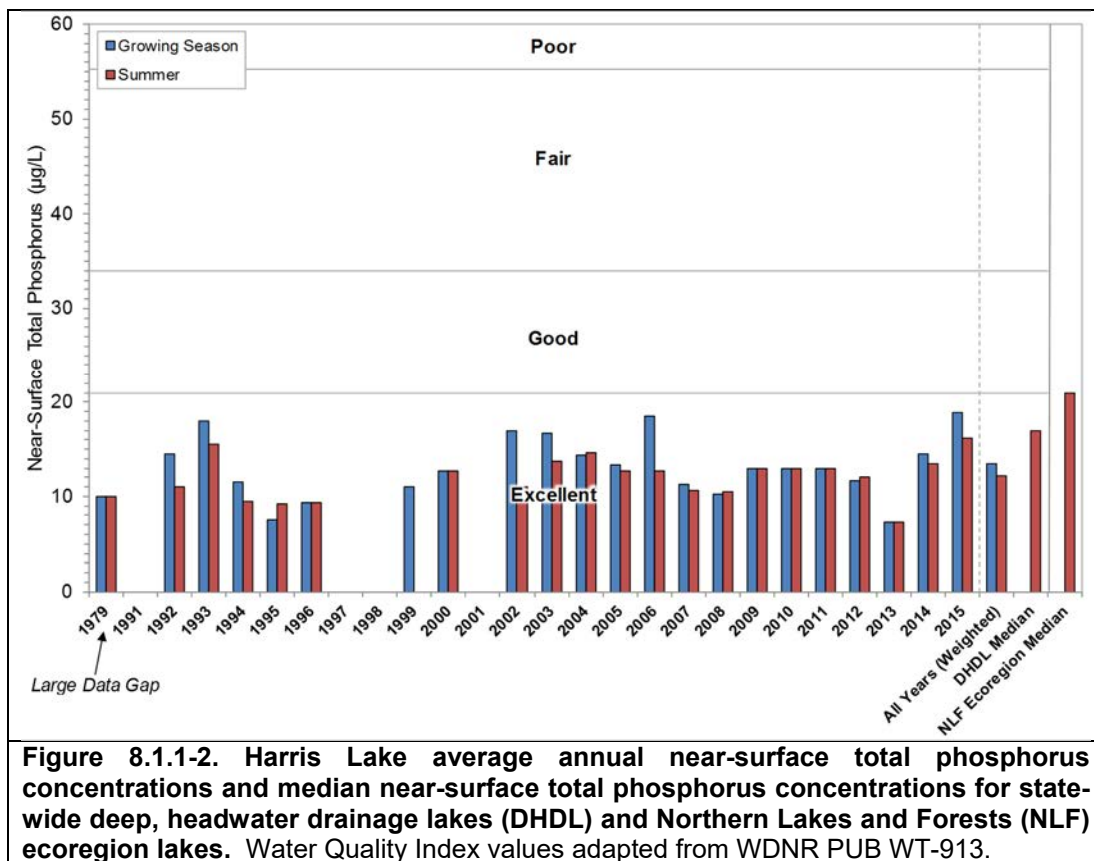 60
Growing Season
Summer
Poor
50
Fair
40
Near-Surface Total Phosphorus (µg/L)
30
Good
20
10
Excellent
0
1979
1991
1992
1993
1994
1995
1996
1997
1998
1999
2000
2001
2002
2003
2004
2005
2006
2007
2008
2009
2010
2011
2012
2013
2014
2015
All Years (Weighted)
DHDL Median
NLF Ecoregion Median
Large Data Gap
Figure 8.1.1-2. Harris Lake average annual near-surface total phosphorus
concentrations and median near-surface total phosphorus concentrations for state-
wide deep, headwater drainage lakes (DHDL) and Northern Lakes and Forests (NLF)
ecoregion lakes. Water Quality Index values adapted from WDNR PUB WT-913.